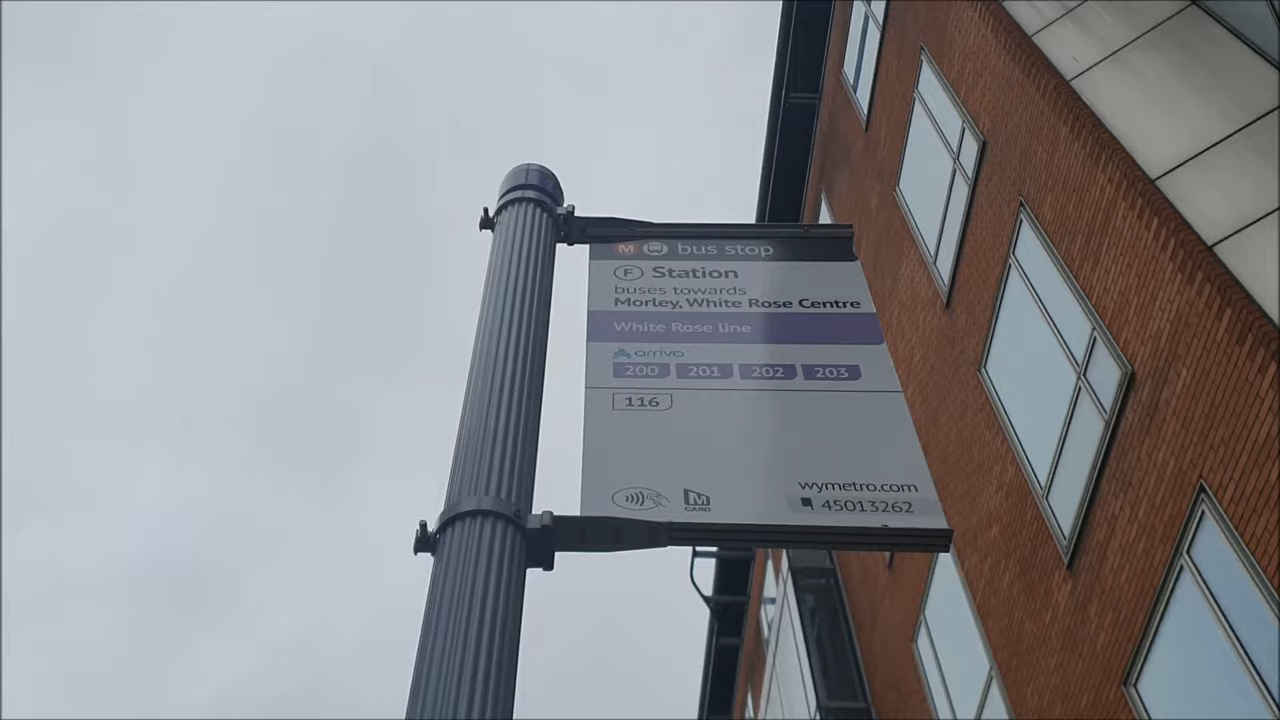 M bus stop
F Station
buses towards
Morley, White Rose Centre
White Rose line
arriva
200 201 202 203
116
wymetro.com
M CARD
45013262